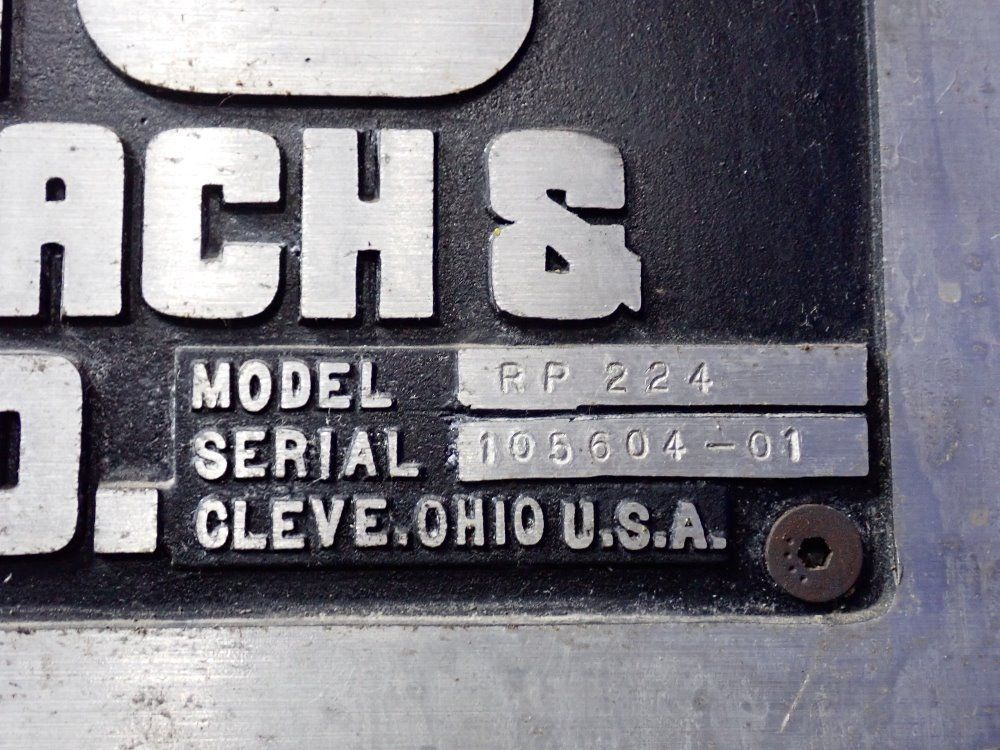 ACH &
D.
MODEL RP 224
SERIAL 105604-01
CLEVE. OHIO U.S.A.